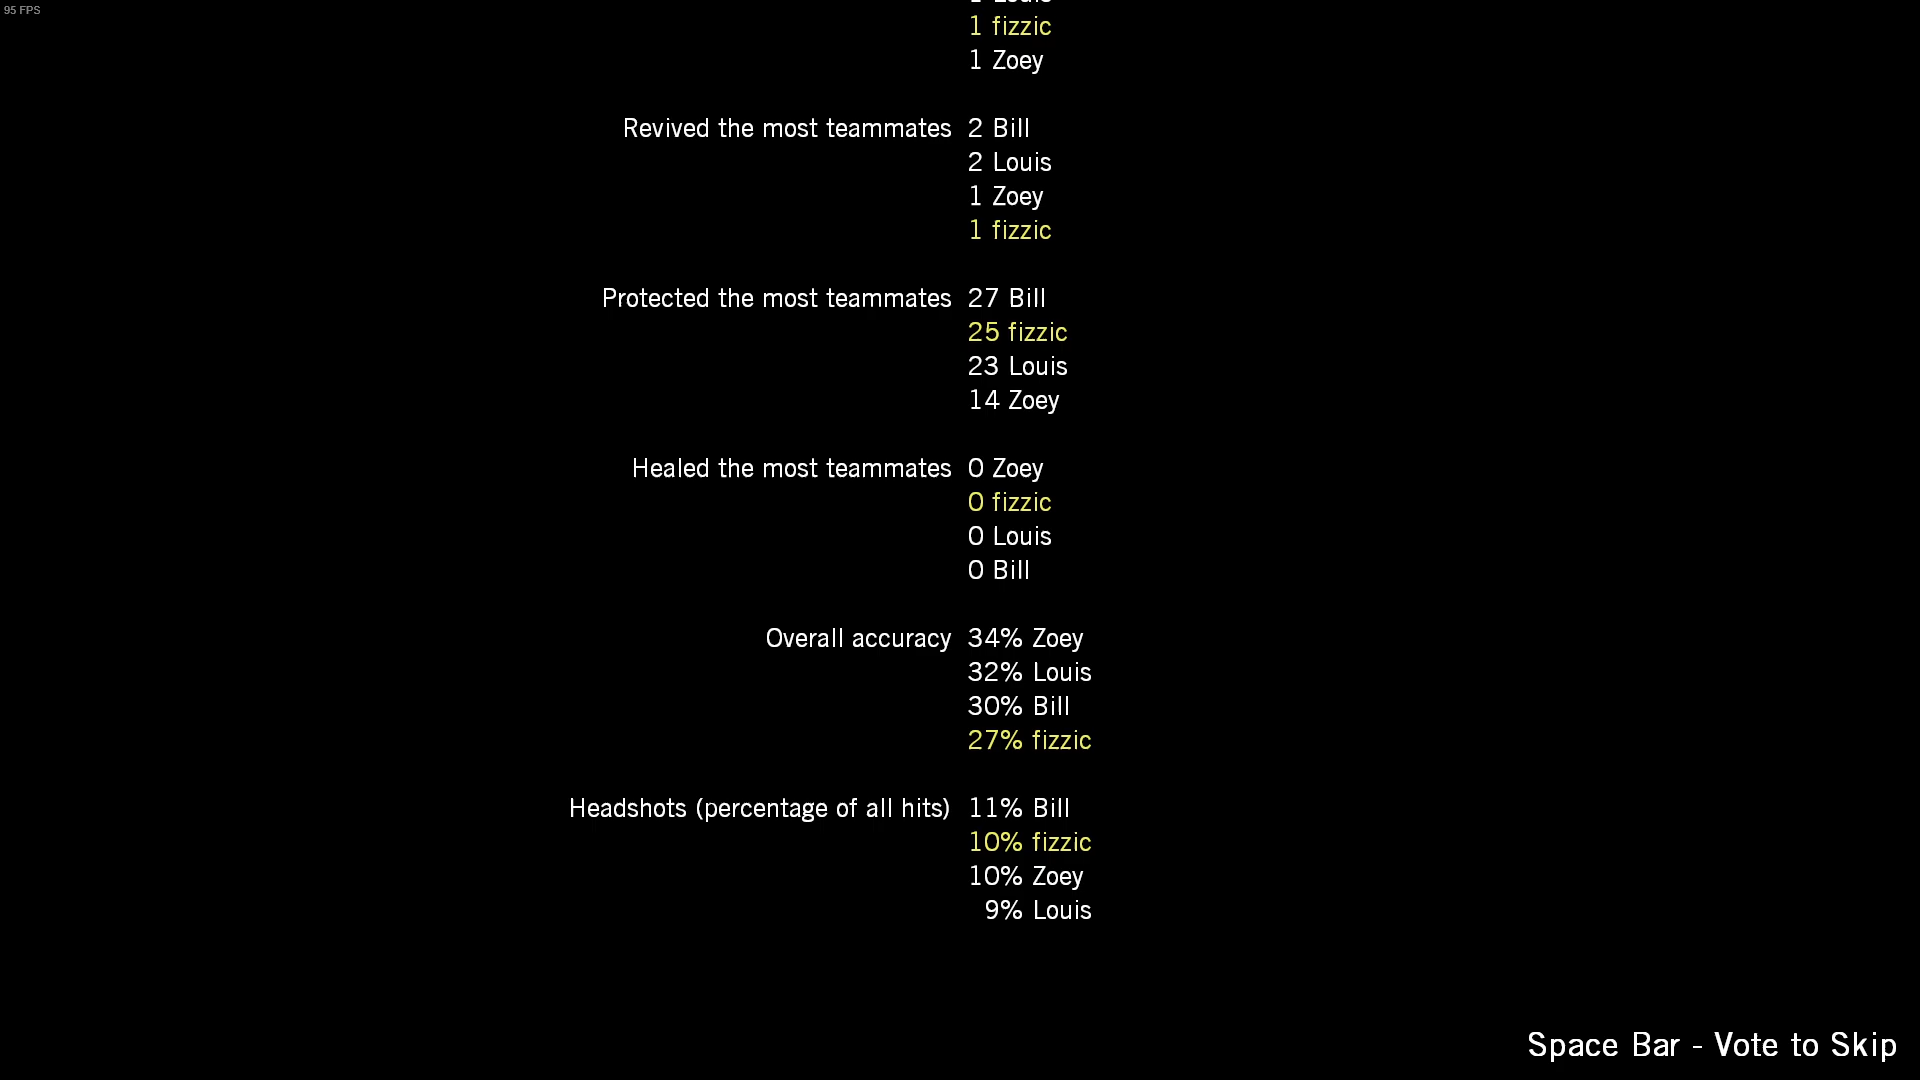 95 FPS
1 Louis
1 fizzic
1 Zoey
Revived the most teammates 2 Bill
2 Louis
1 Zoey
1 fizzic
Protected the most teammates 27 Bill
25 fizzic
23 Louis
14 Zoey
Healed the most teammates 0 Zoey
0 fizzic
0 Louis
0 Bill
Overall accuracy 34% Zoey
32% Louis
30% Bill
27% fizzic
Headshots (percentage of all hits) 11% Bill
10% fizzic
10% Zoey
9% Louis
Space Bar - Vote to Skip